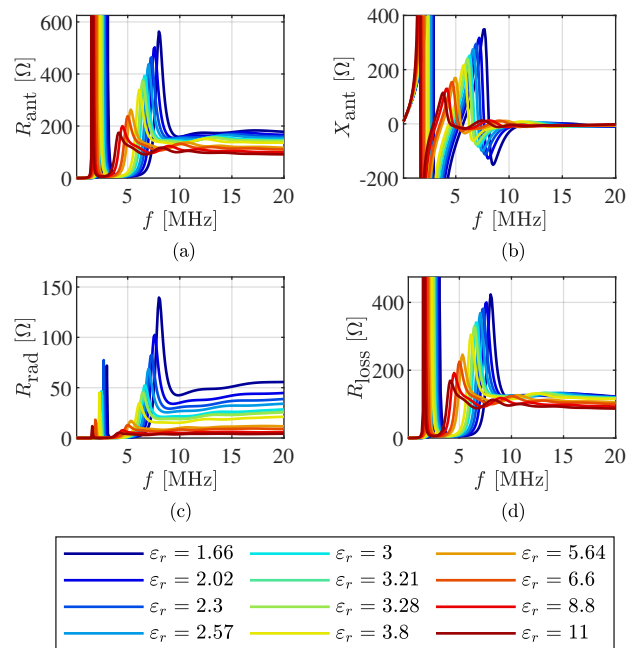 600
400
200
0
R_ant [Ω]
5
10
15
20
f [MHz]
(a)
400
200
0
-200
X_ant [Ω]
5
10
15
20
f [MHz]
(b)
150
100
50
0
R_rad [Ω]
5
10
15
20
f [MHz]
(c)
400
200
0
R_loss [Ω]
5
10
15
20
f [MHz]
(d)
ε_r = 1.66
ε_r = 2.02
ε_r = 2.3
ε_r = 2.57
ε_r = 3
ε_r = 3.21
ε_r = 3.28
ε_r = 3.8
ε_r = 5.64
ε_r = 6.6
ε_r = 8.8
ε_r = 11